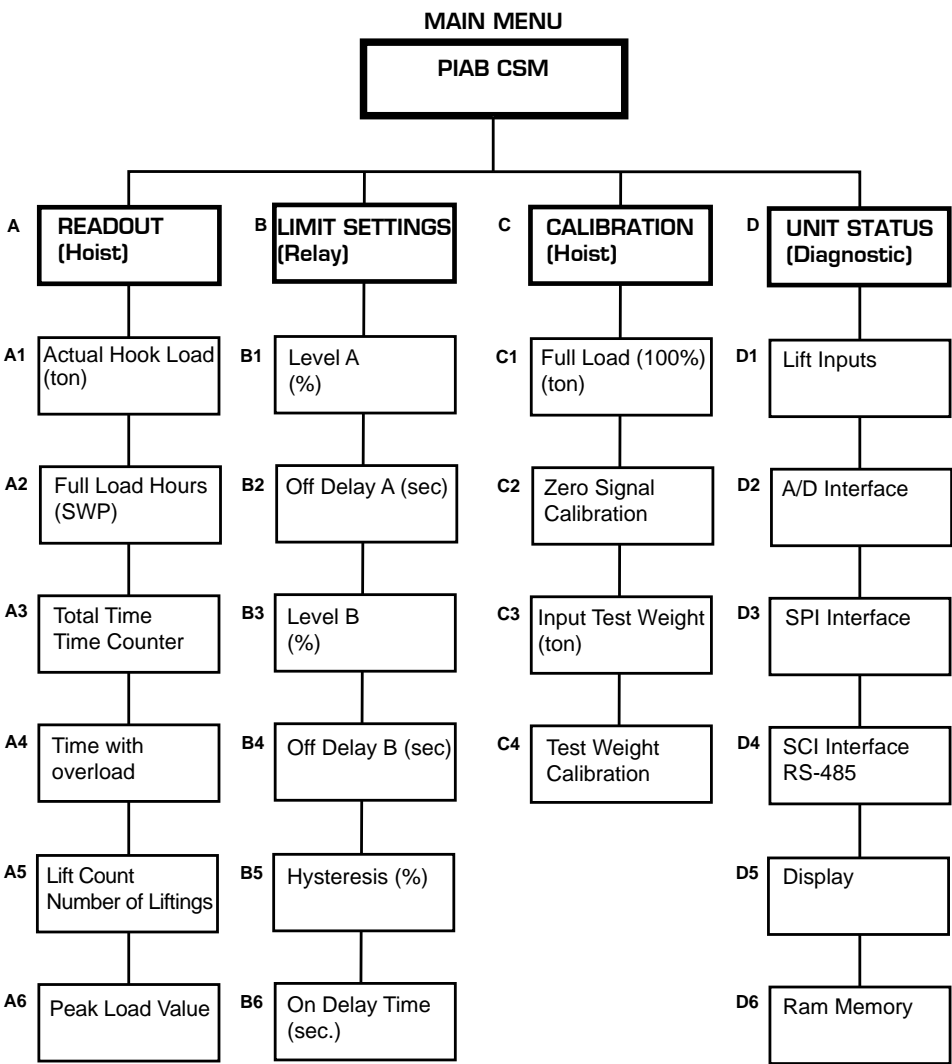 MAIN MENU
PIAB CSM
A
READOUT
(Hoist)
B
LIMIT SETTINGS
(Relay)
C
CALIBRATION
(Hoist)
D
UNIT STATUS
(Diagnostic)
A1
Actual Hook Load
(ton)
B1
Level A
(%)
C1
Full Load (100%)
(ton)
D1
Lift Inputs
A2
Full Load Hours
(SWP)
B2
Off Delay A (sec)
C2
Zero Signal
Calibration
D2
A/D Interface
A3
Total Time
Time Counter
B3
Level B
(%)
C3
Input Test Weight
(ton)
D3
SPI Interface
A4
Time with
overload
B4
Off Delay B (sec)
C4
Test Weight
Calibration
D4
SCI Interface
RS-485
A5
Lift Count
Number of Liftings
B5
Hysteresis (%)
D5
Display
A6
Peak Load Value
B6
On Delay Time
(sec.)
D6
Ram Memory